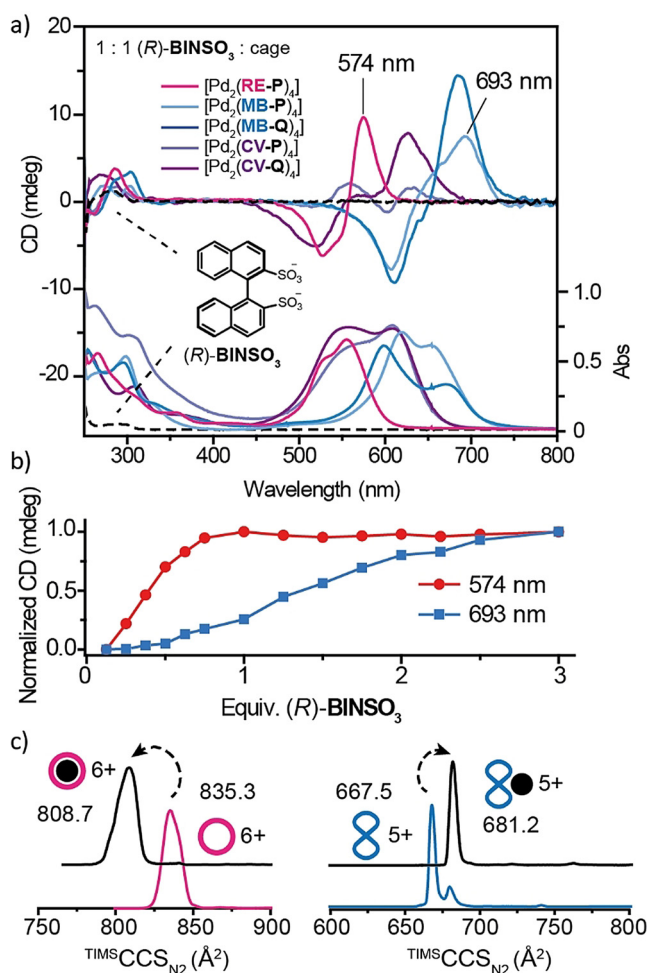 a)
20
10
0
-10
-20
CD (mdeg)
1 : 1 (R)-BINSO3 : cage
[Pd2(RE-P)4]
[Pd2(MB-P)4]
[Pd2(MB-Q)4]
[Pd2(CV-P)4]
[Pd2(CV-Q)4]
574 nm
693 nm
SO3−
SO3−
(R)-BINSO3
1.0
0.5
0
Abs
300 400 500 600 700 800
Wavelength (nm)
b)
1.0
0.5
0.0
Normalized CD (mdeg)
574 nm
693 nm
0 1 2 3
Equiv. (R)-BINSO3
c)
6+
808.7
835.3
6+
750 800 850 900
TIMSCCSN2 (Å2)
667.5
5+
5+
681.2
600 650 700 750 800
TIMSCCSN2 (Å2)